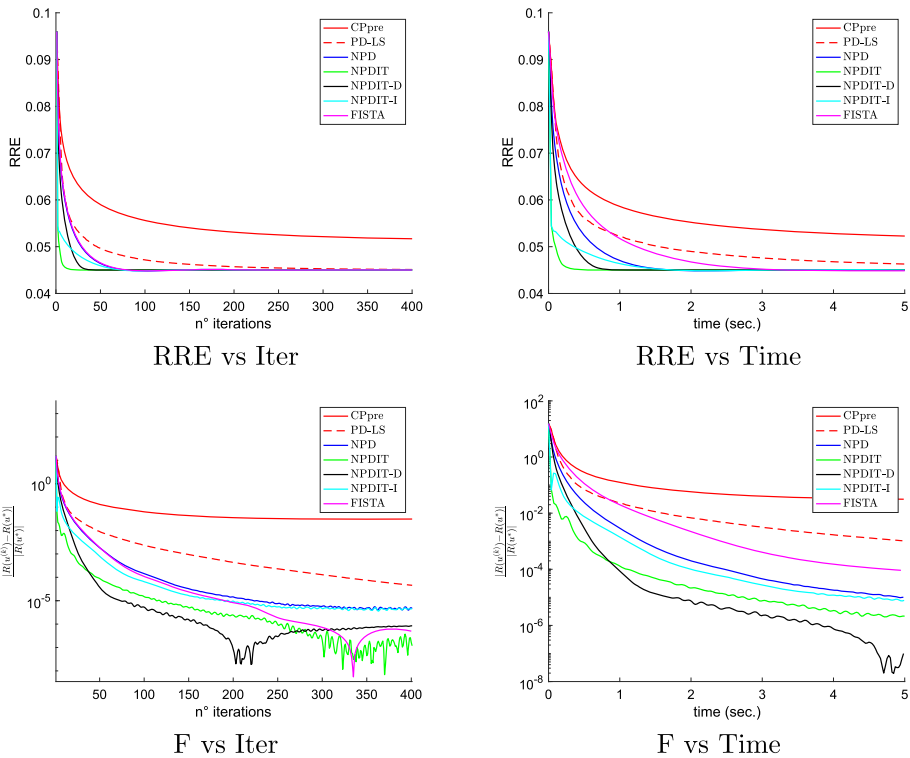 0.1
0.09
0.08
0.07
0.06
0.05
0.04
RRE
CPpre
PD-LS
NPD
NPDIT
NPDIT-D
NPDIT-I
FISTA
0 50 100 150 200 250 300 350 400
n° iterations
RRE vs Iter
0.1
0.09
0.08
0.07
0.06
0.05
0.04
RRE
CPpre
PD-LS
NPD
NPDIT
NPDIT-D
NPDIT-I
FISTA
0 1 2 3 4 5
time (sec.)
RRE vs Time
10^0
10^-5
|R(u^(k))−R(u*)| / |R(u*)|
CPpre
PD-LS
NPD
NPDIT
NPDIT-D
NPDIT-I
FISTA
50 100 150 200 250 300 350 400
n° iterations
F vs Iter
10^2
10^0
10^-2
10^-4
10^-6
10^-8
|R(u^(k))−R(u*)| / |R(u*)|
CPpre
PD-LS
NPD
NPDIT
NPDIT-D
NPDIT-I
FISTA
0 1 2 3 4 5
time (sec.)
F vs Time